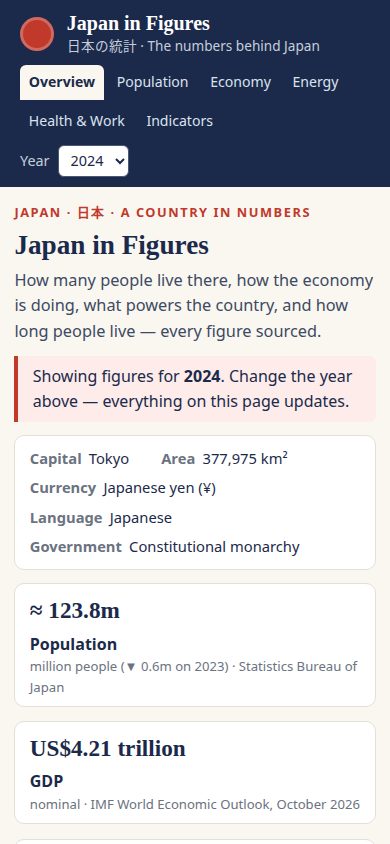 Japan in Figures
日本の統計 · The numbers behind Japan
Overview Population Economy Energy
Health & Work Indicators
Year 2024
JAPAN · 日本 · A COUNTRY IN NUMBERS
Japan in Figures
How many people live there, how the economy
is doing, what powers the country, and how
long people live — every figure sourced.
Showing figures for 2024. Change the year
above — everything on this page updates.
Capital Tokyo Area 377,975 km²
Currency Japanese yen (¥)
Language Japanese
Government Constitutional monarchy
≈ 123.8m
Population
million people (▼ 0.6m on 2023) · Statistics Bureau of
Japan
US$4.21 trillion
GDP
nominal · IMF World Economic Outlook, October 2026